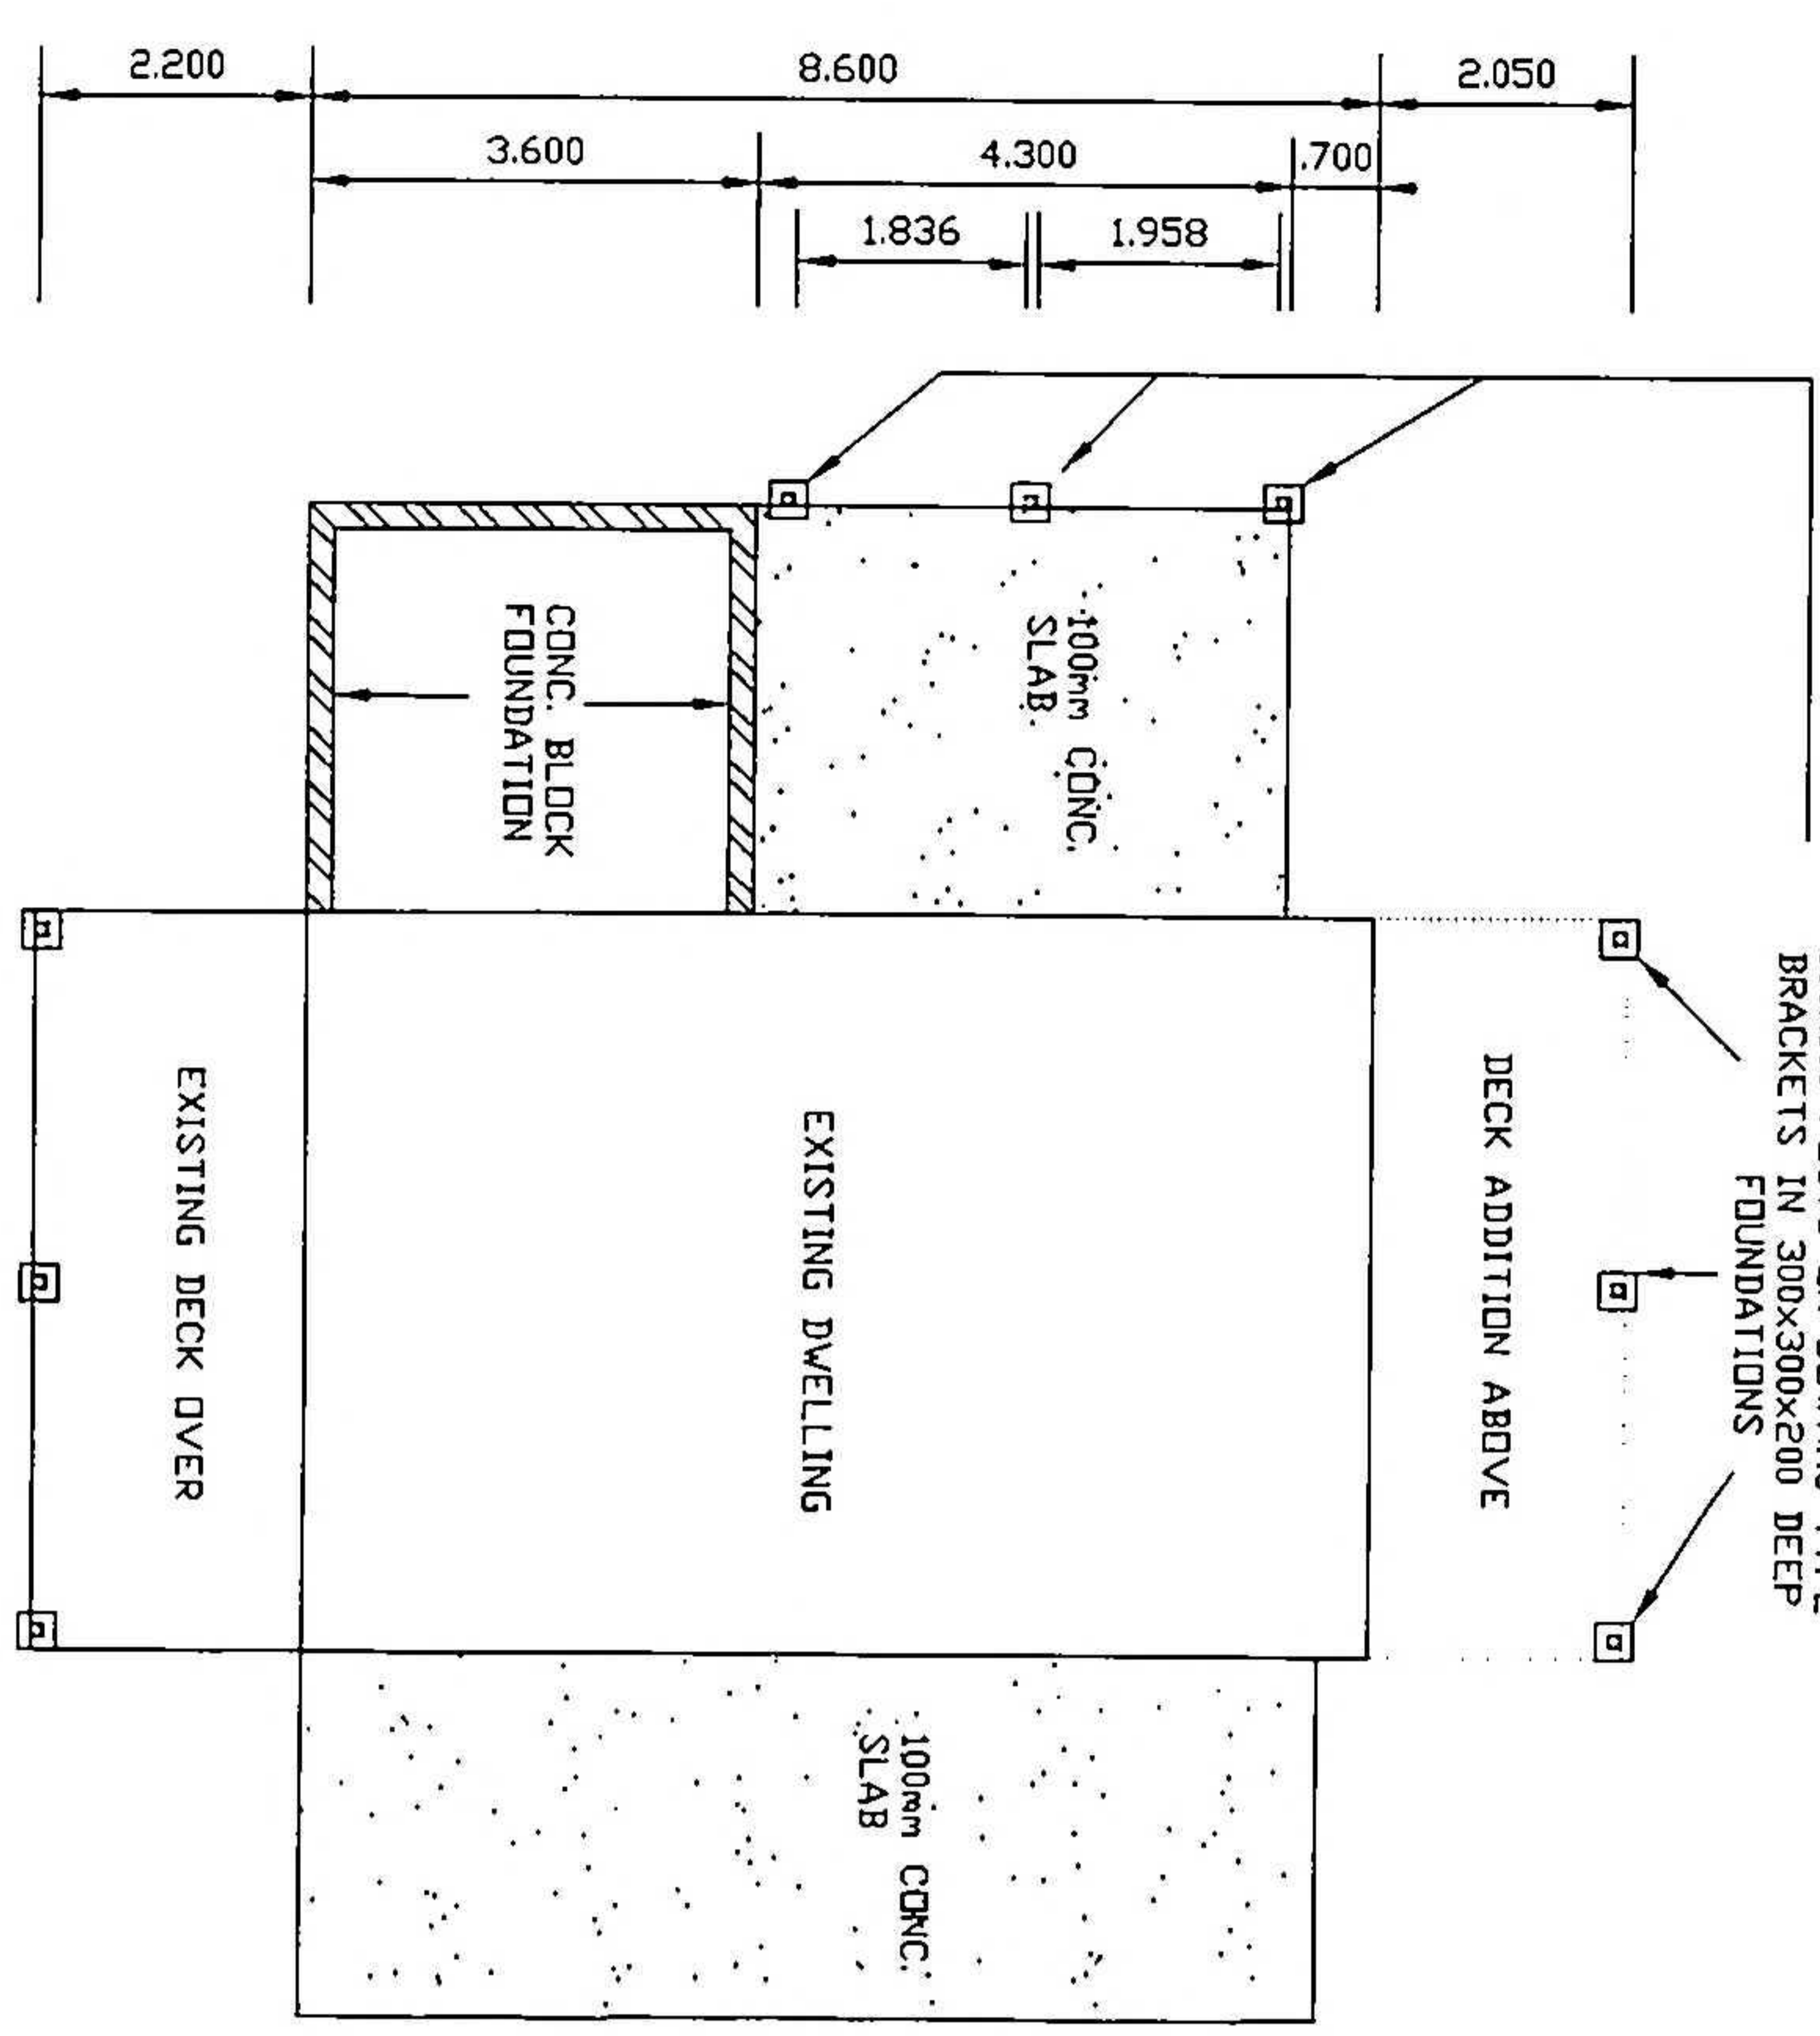 2.200
8.600
2.050
3.600
4.300
.700
1.836
1.958
BRACKETS IN 300x300x200 DEEP
FOUNDATIONS
DECK ADDITION ABOVE
100mm CONC.
SLAB
CONC. BLOCK
FOUNDATION
EXISTING DWELLING
EXISTING DECK OVER
100mm CONC.
SLAB